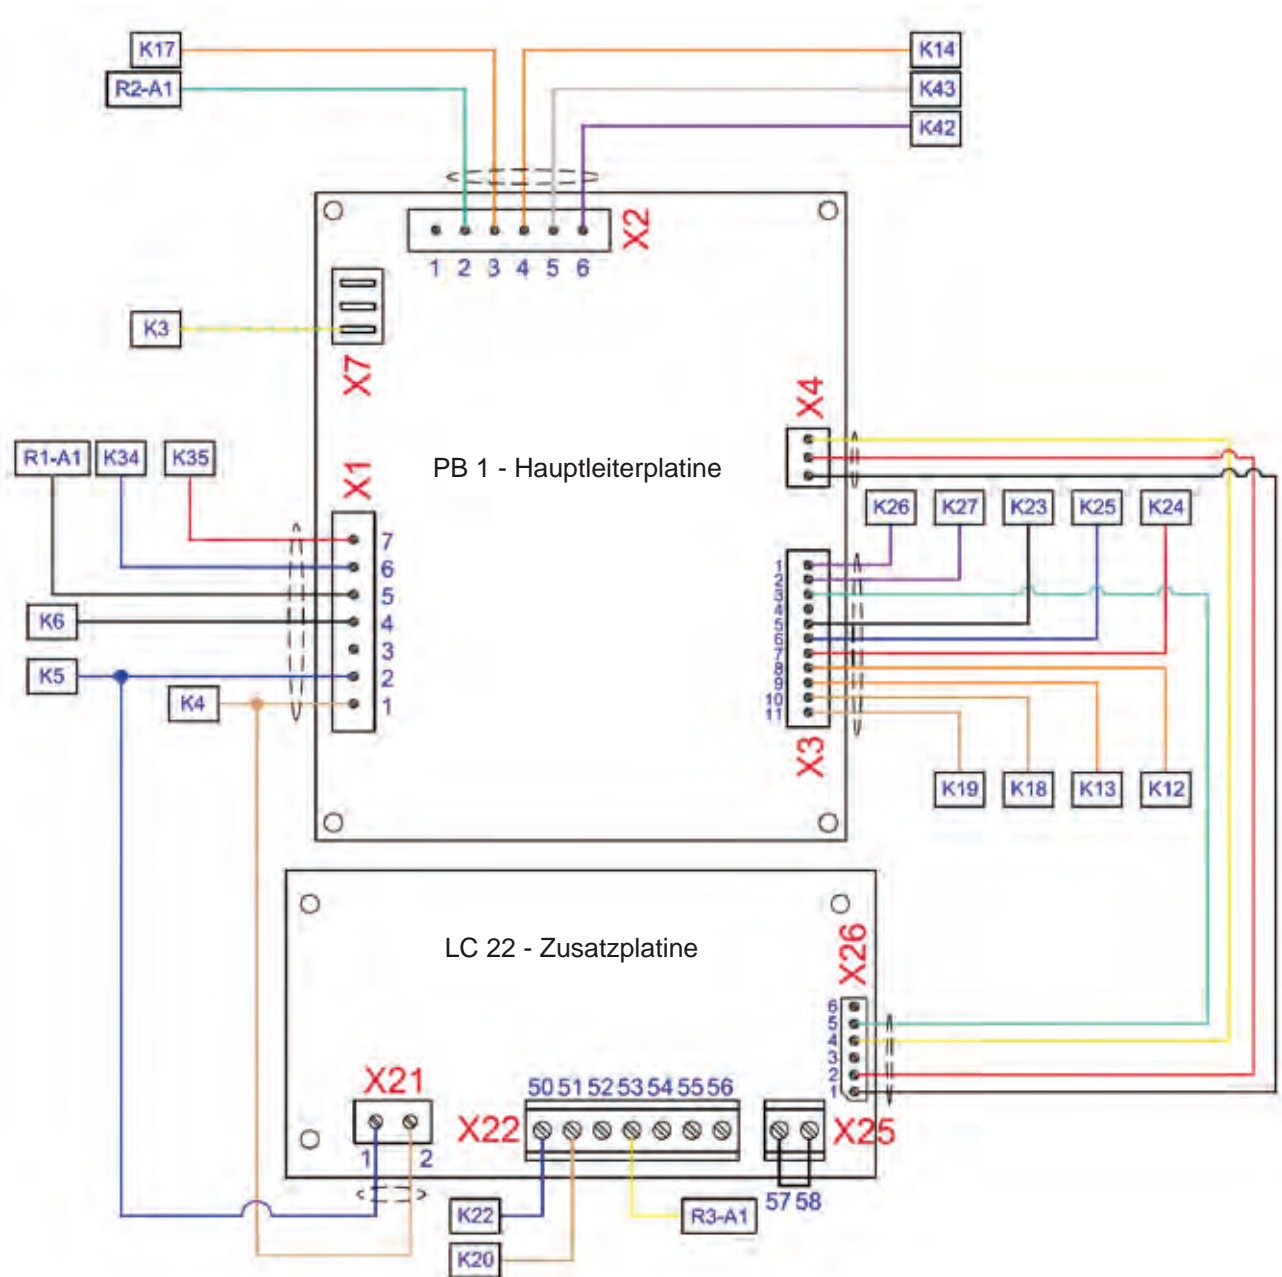 K17
K14
R2-A1
K43
K42
X2
1 2 3 4 5 6
K3
X7
X4
R1-A1 K34 K35
X1
PB 1 - Hauptleiterplatine
K26 K27 K23 K25 K24
7
6
5
4
3
2
1
K6
K5
K4
1
2
3
4
5
6
7
8
9
10
11
X3
K19 K18 K13 K12
LC 22 - Zusatzplatine
X26
6
5
4
3
2
1
X21
50 51 52 53 54 55 56
X22
X25
1 2
57 58
K22
R3-A1
K20